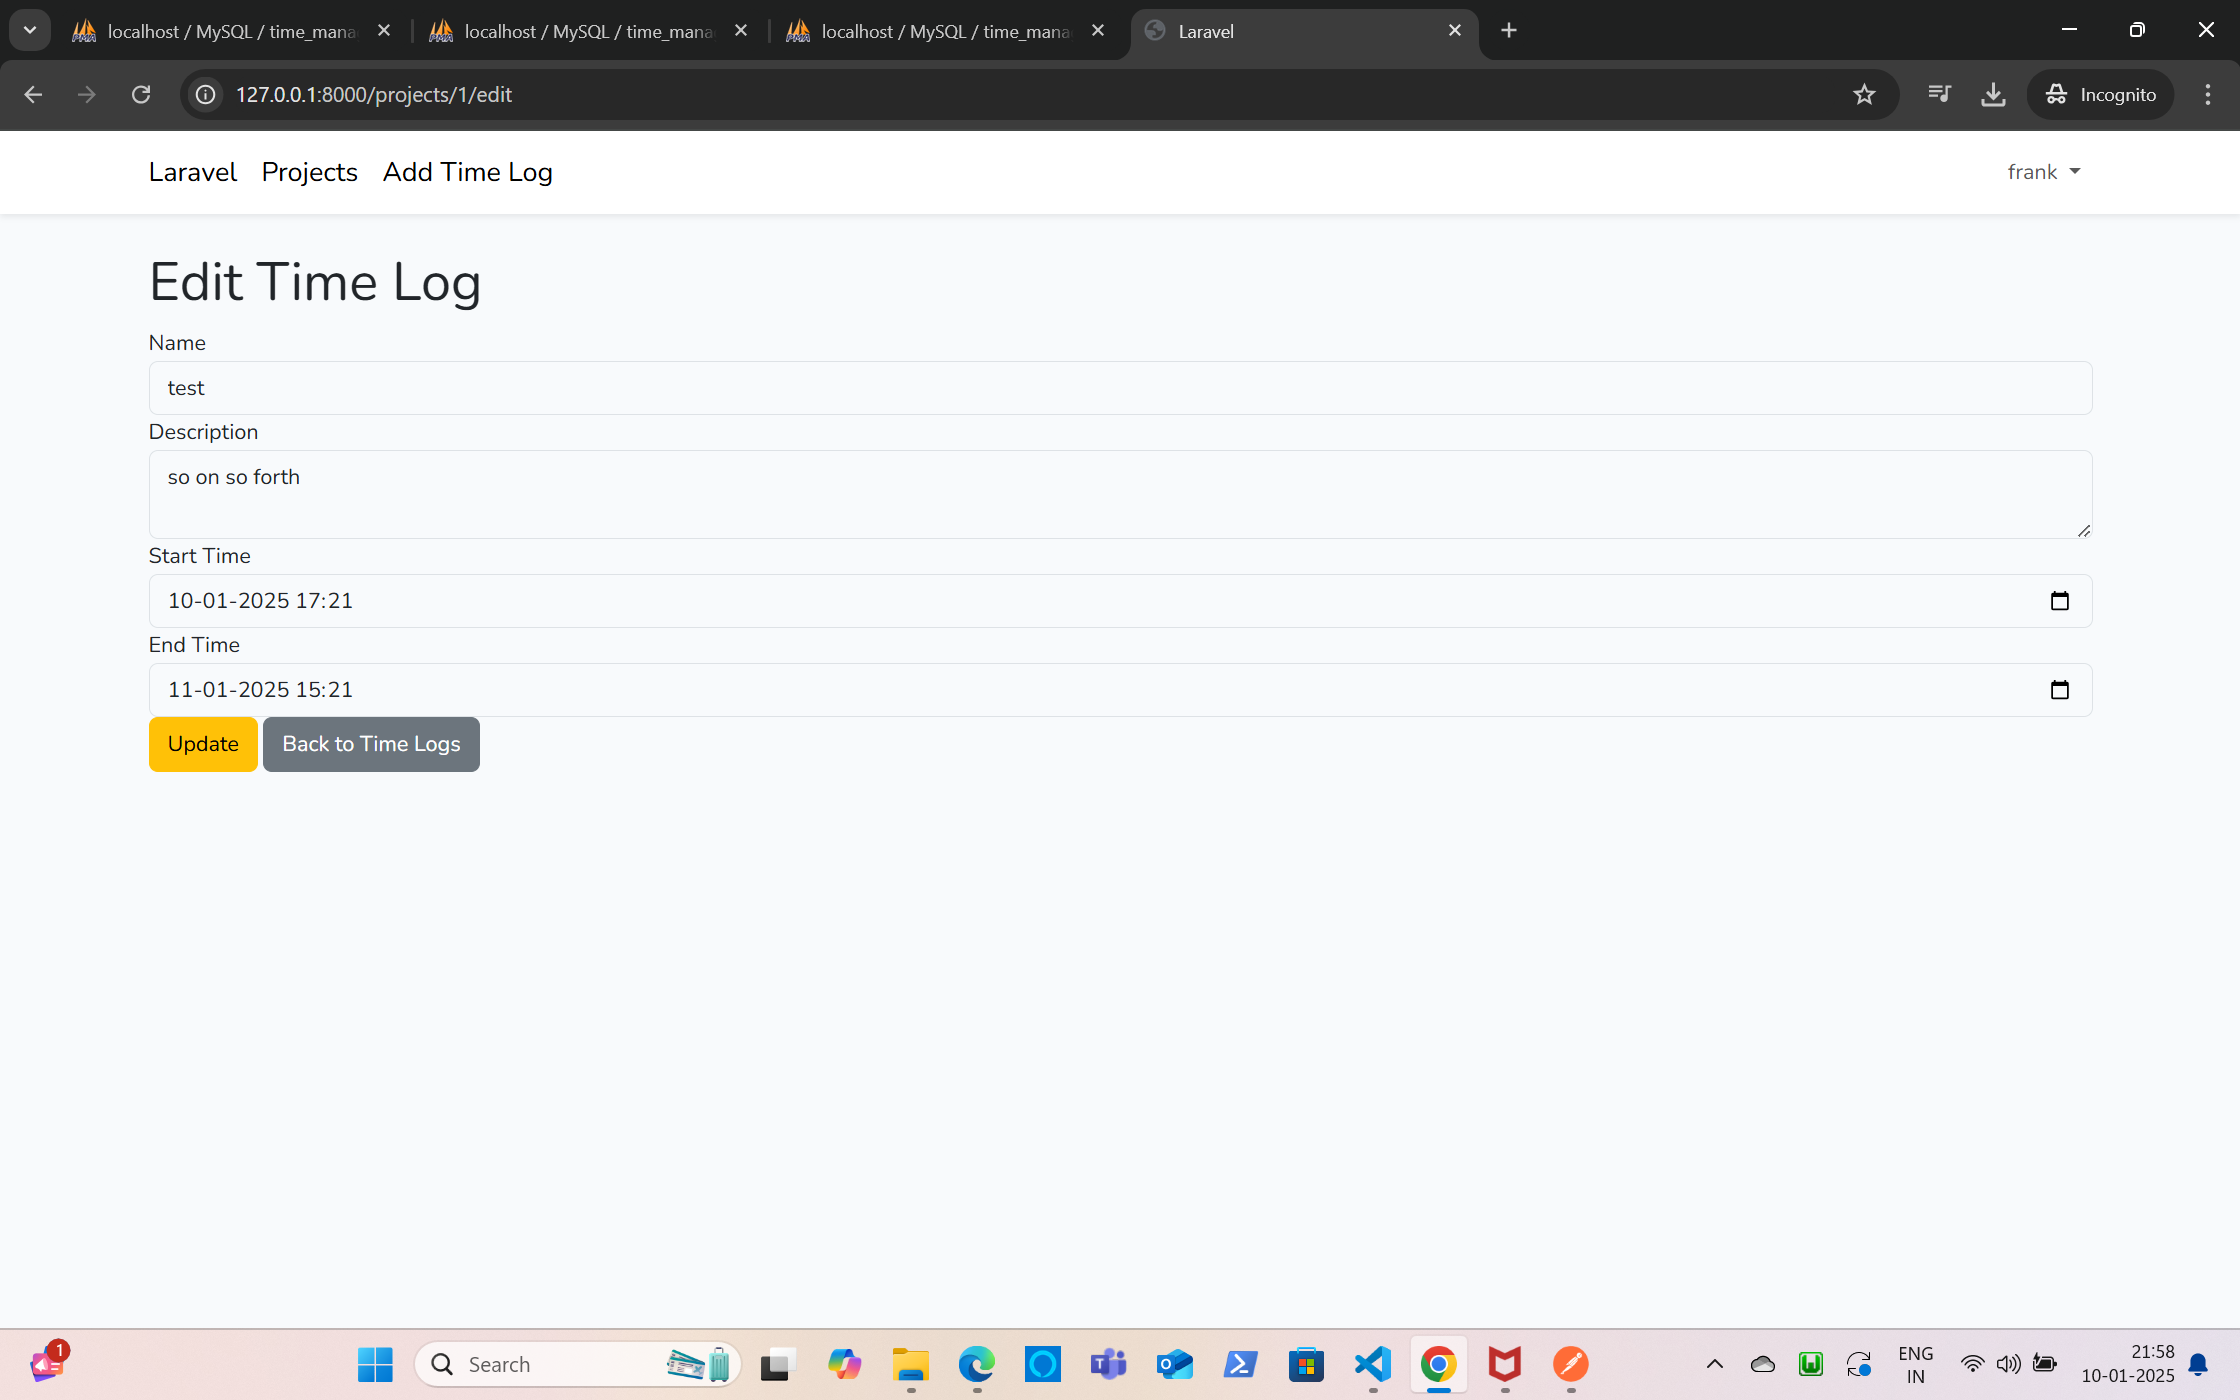 localhost / MySQL / time_mana
localhost / MySQL / time_mana
localhost / MySQL / time_mana
Laravel
127.0.0.1:8000/projects/1/edit
Incognito
Laravel Projects Add Time Log
frank
Edit Time Log
Name
test
Description
so on so forth
Start Time
10-01-2025 17:21
End Time
11-01-2025 15:21
Update Back to Time Logs
1
Search
ENG
IN
21:58
10-01-2025